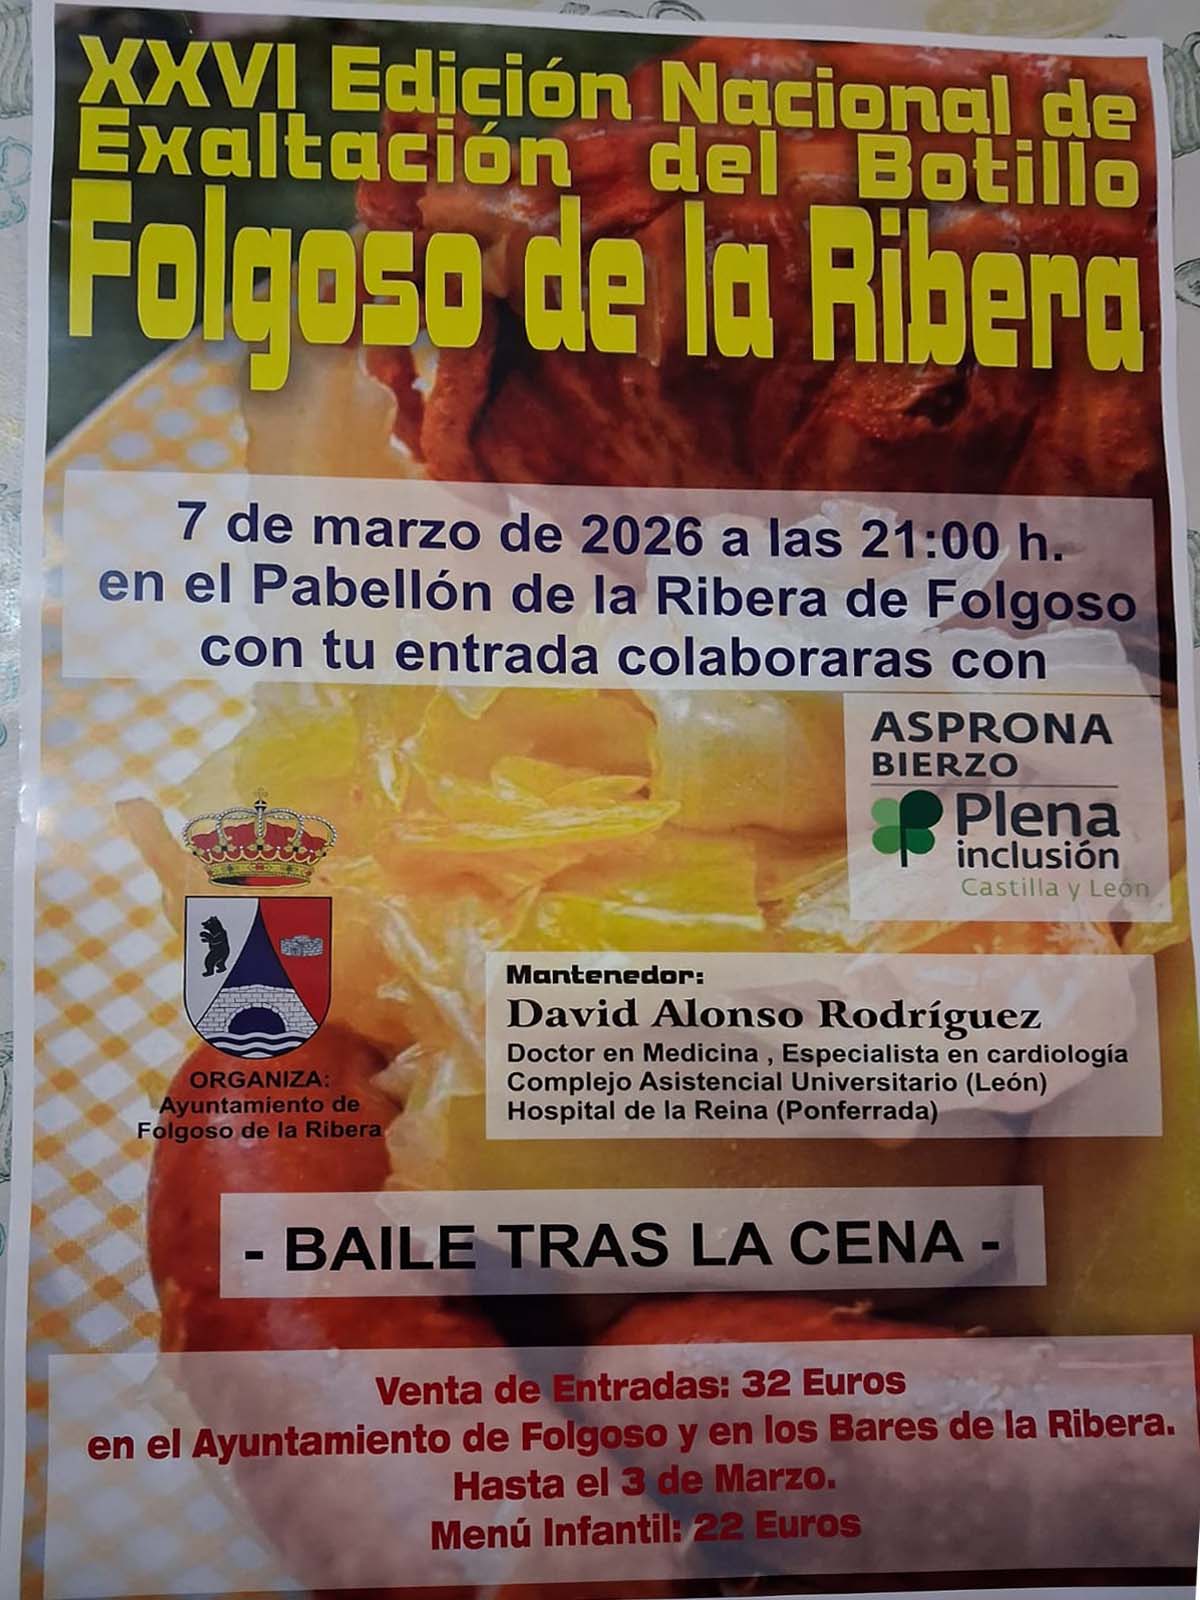 XXVI Edición Nacional de
Exaltación del Botillo
Folgoso de la Ribera
7 de marzo de 2026 a las 21:00 h.
en el Pabellón de la Ribera de Folgoso
con tu entrada colaboraras con
ASPRONA
BIERZO
Plena
inclusión
Castilla y León
Mantenedor:
David Alonso Rodríguez
Doctor en Medicina , Especialista en cardiología
Complejo Asistencial Universitario (León)
Hospital de la Reina (Ponferrada)
ORGANIZA:
Ayuntamiento de
Folgoso de la Ribera
- BAILE TRAS LA CENA -
Venta de Entradas: 32 Euros
en el Ayuntamiento de Folgoso y en los Bares de la Ribera.
Hasta el 3 de Marzo.
Menú Infantil: 22 Euros